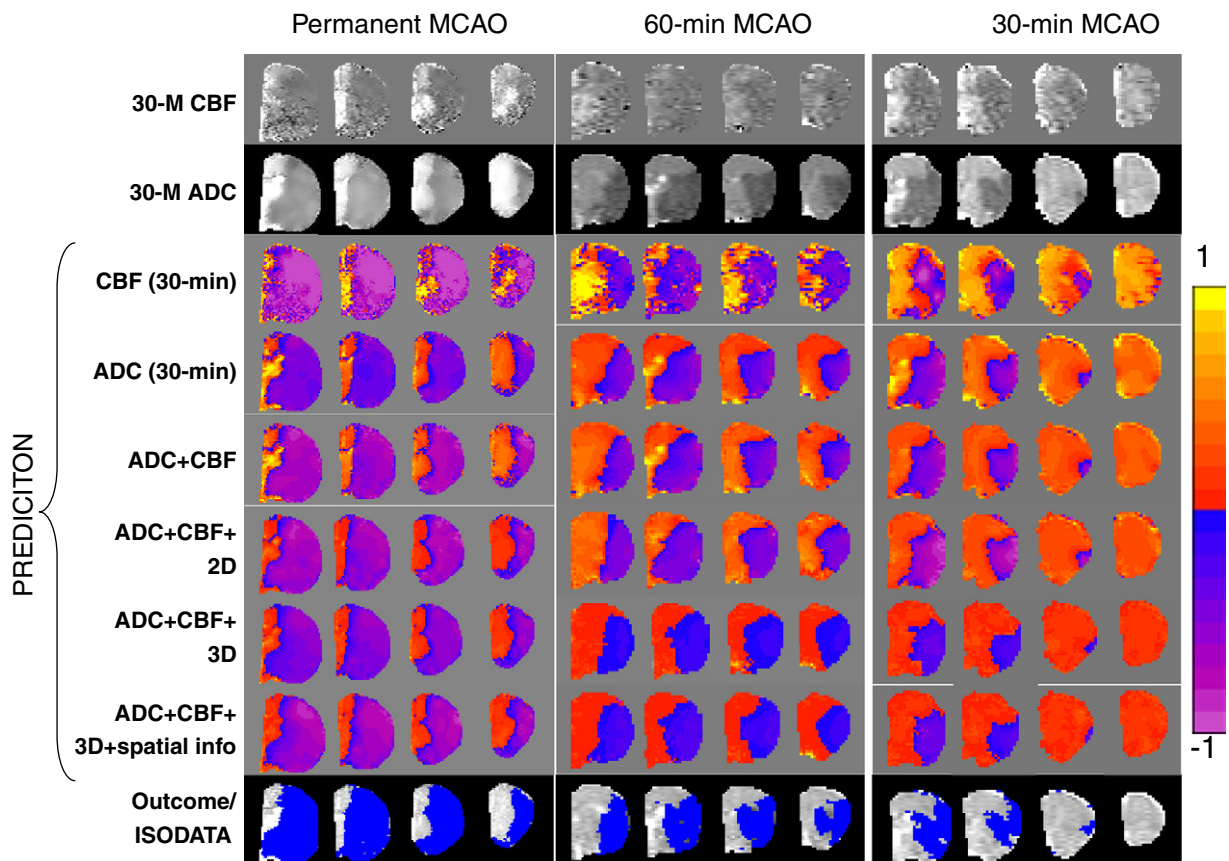 Permanent MCAO
60-min MCAO
30-min MCAO
30-M CBF
30-M ADC
CBF (30-min)
ADC (30-min)
ADC+CBF
ADC+CBF+
2D
ADC+CBF+
3D
ADC+CBF+
3D+spatial info
Outcome/
ISODATA
PREDICITON
1
-1